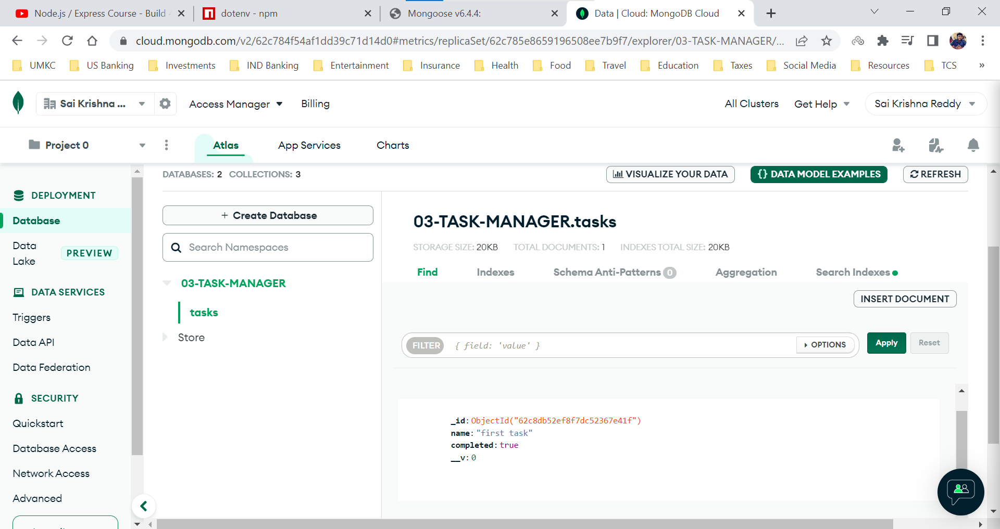 Node.js / Express Course - Build
dotenv - npm
Mongoose v6.4.4:
Data | Cloud: MongoDB Cloud
cloud.mongodb.com/v2/62c784f54af1dd39c71d14d0#metrics/replicaSet/62c785e8659196508ee7b9f7/explorer/03-TASK-MANAGER/...
UMKC
US Banking
Investments
IND Banking
Entertainment
Insurance
Health
Food
Travel
Education
Taxes
Social Media
Resources
TCS
»
Sai Krishna ...
Access Manager
Billing
All Clusters
Get Help
Sai Krishna Reddy
Project 0
Atlas
App Services
Charts
DATABASES: 2 COLLECTIONS: 3
VISUALIZE YOUR DATA
{} DATA MODEL EXAMPLES
REFRESH
DEPLOYMENT
Database
Data
Lake
PREVIEW
DATA SERVICES
Triggers
Data API
Data Federation
SECURITY
Quickstart
Database Access
Network Access
Advanced
+ Create Database
Search Namespaces
03-TASK-MANAGER
tasks
Store
03-TASK-MANAGER.tasks
STORAGE SIZE: 20KB TOTAL DOCUMENTS: 1 INDEXES TOTAL SIZE: 20KB
Find
Indexes
Schema Anti-Patterns 0
Aggregation
Search Indexes
INSERT DOCUMENT
FILTER
{ field: 'value' }
OPTIONS
Apply
Reset
_id: ObjectId("62c8db52ef8f7dc52367e41f")
name: "first task"
completed: true
__v: 0